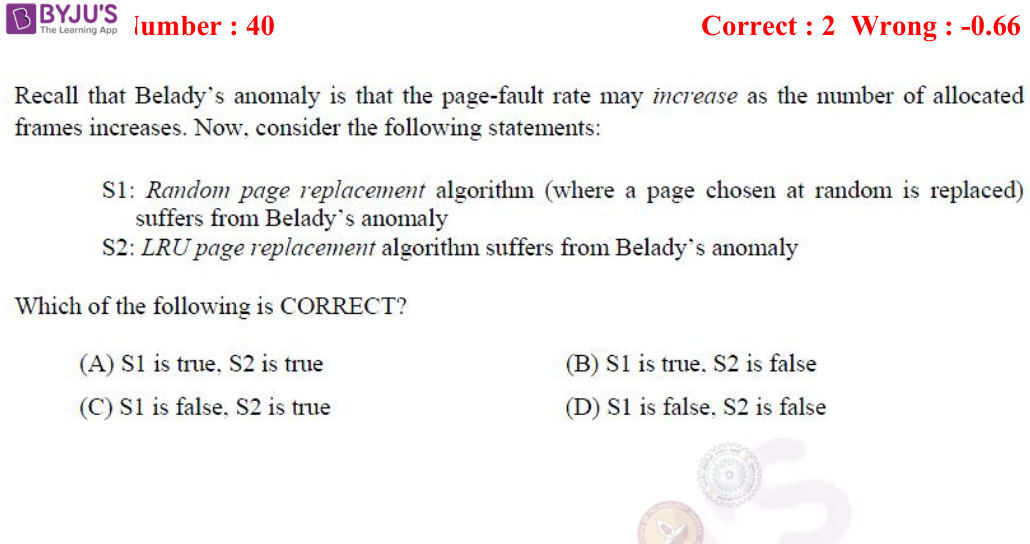 BYJU'S
The Learning App
umber : 40
Correct : 2 Wrong : -0.66
Recall that Belady's anomaly is that the page-fault rate may increase as the number of allocated
frames increases. Now, consider the following statements:
S1: Random page replacement algorithm (where a page chosen at random is replaced)
suffers from Belady's anomaly
S2: LRU page replacement algorithm suffers from Belady's anomaly
Which of the following is CORRECT?
(A) S1 is true, S2 is true
(B) S1 is true, S2 is false
(C) S1 is false, S2 is true
(D) S1 is false, S2 is false